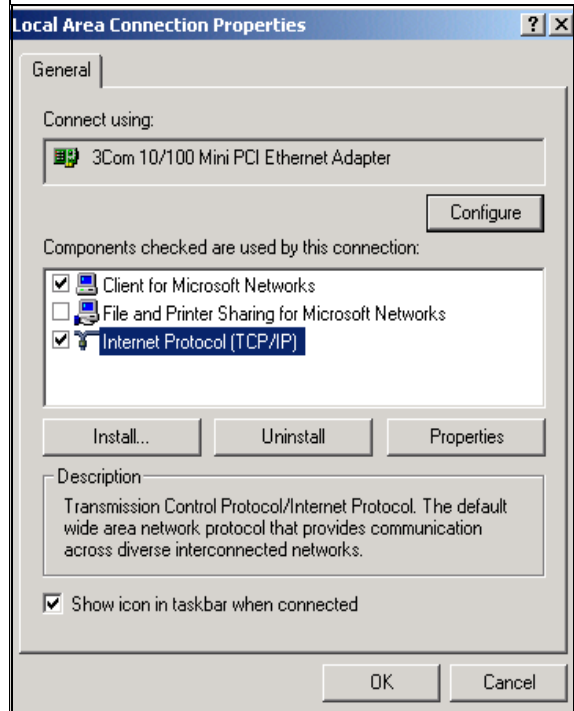 Local Area Connection Properties
General
Connect using:
3Com 10/100 Mini PCI Ethernet Adapter
Configure
Components checked are used by this connection:
Client for Microsoft Networks
File and Printer Sharing for Microsoft Networks
Internet Protocol (TCP/IP)
Install... Uninstall Properties
Description
Transmission Control Protocol/Internet Protocol. The default
wide area network protocol that provides communication
across diverse interconnected networks.
Show icon in taskbar when connected
OK Cancel